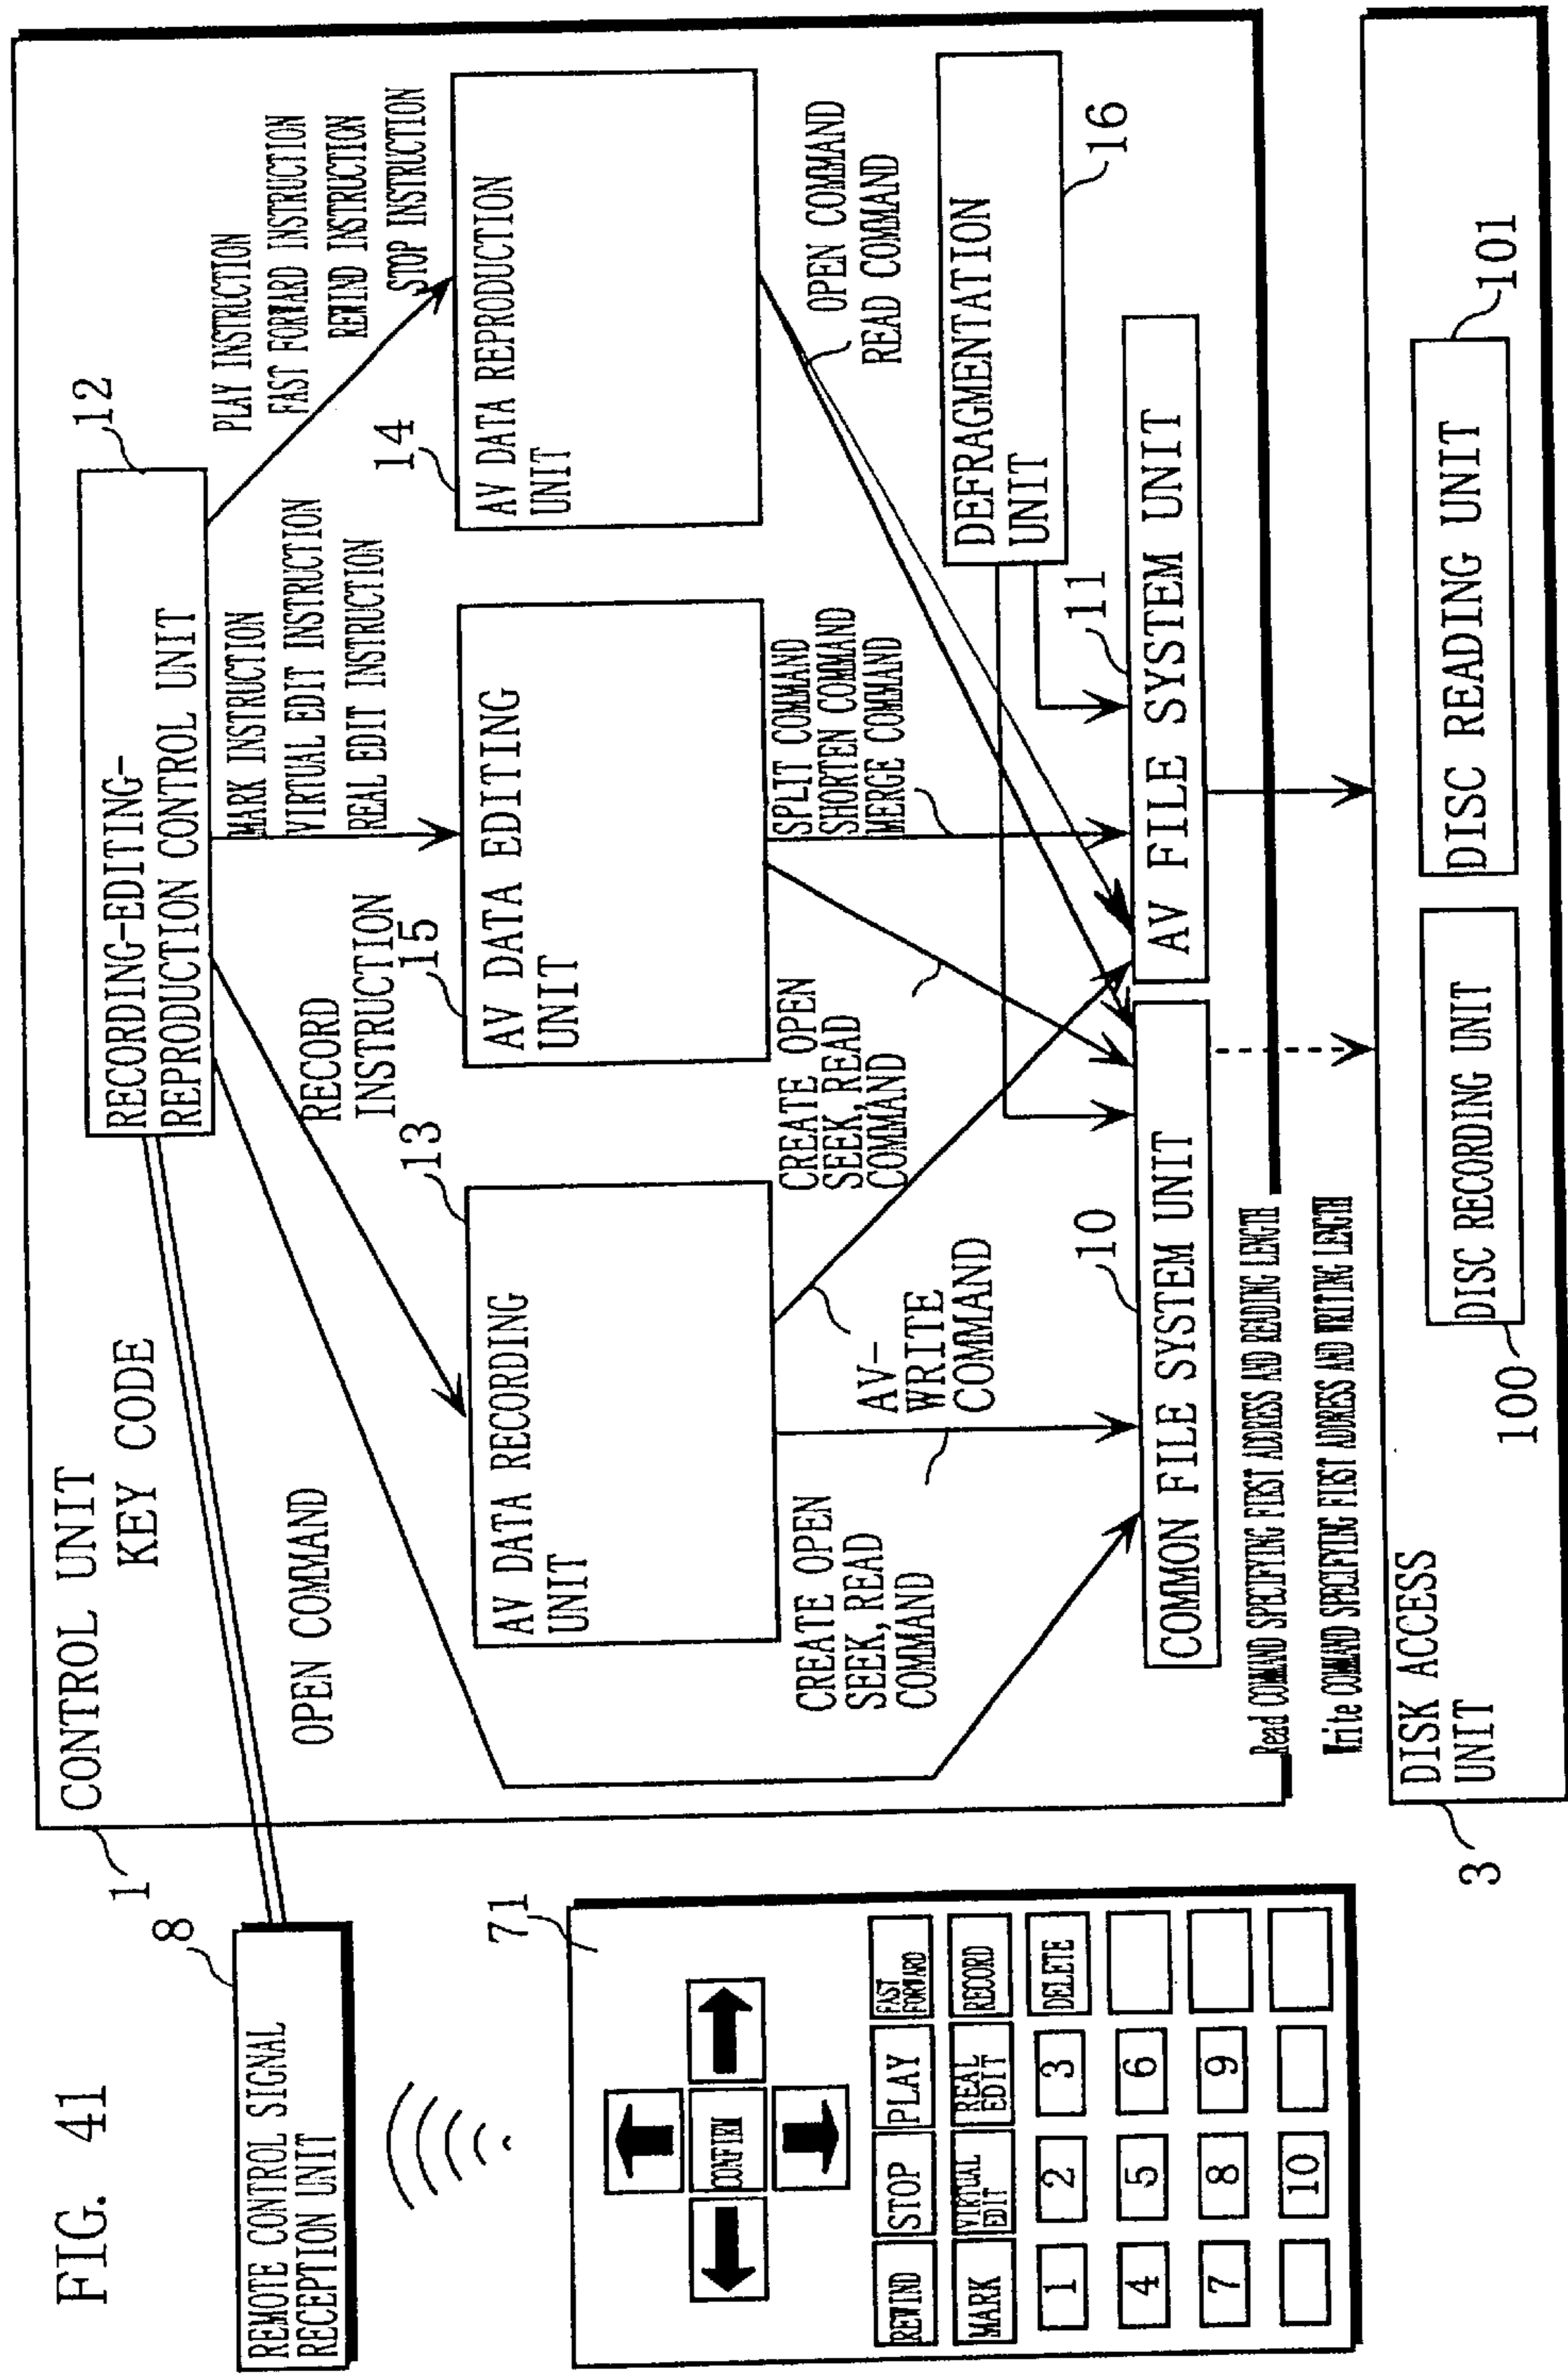 FIG. 41
REMOTE CONTROL SIGNAL
RECEPTION UNIT
8
71
CONFIRM
REWIND
STOP
PLAY
FAST
FORWARD
MARK
VIRTUAL
EDIT
REAL
EDIT
RECORD
1
2
3
DELETE
4
5
6
7
8
9
10
1
CONTROL UNIT
KEY CODE
OPEN COMMAND
RECORDING-EDITING-
REPRODUCTION CONTROL UNIT
12
RECORD
INSTRUCTION
MARK INSTRUCTION
VIRTUAL EDIT INSTRUCTION
REAL EDIT INSTRUCTION
PLAY INSTRUCTION
FAST FORWARD INSTRUCTION
REWIND INSTRUCTION
STOP INSTRUCTION
13
AV DATA RECORDING
UNIT
15
AV DATA EDITING
UNIT
14
AV DATA REPRODUCTION
UNIT
CREATE OPEN
SEEK, READ
COMMAND
AV-
WRITE
COMMAND
CREATE OPEN
SEEK, READ
COMMAND
SPLIT COMMAND
SHORTEN COMMAND
MERGE COMMAND
OPEN COMMAND
READ COMMAND
DEFRAGMENTATION
UNIT
16
10
COMMON FILE SYSTEM UNIT
11
AV FILE SYSTEM UNIT
Read COMMAND SPECIFYING FIRST ADDRESS AND READING LENGTH
Write COMMAND SPECIFYING FIRST ADDRESS AND WRITING LENGTH
3
DISK ACCESS
UNIT
100
DISC RECORDING UNIT
DISC READING UNIT
101